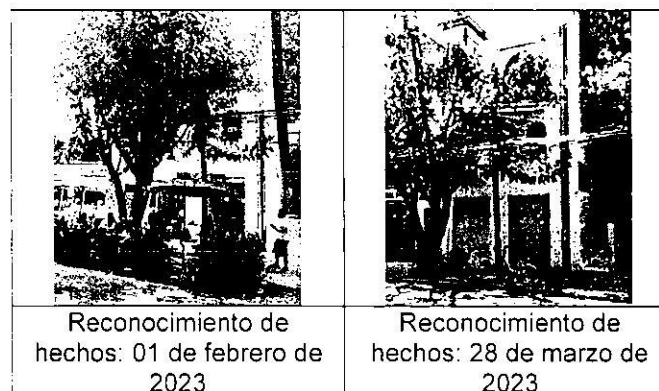 Reconocimiento de
hechos: 01 de febrero de
2023
Reconocimiento de
hechos: 28 de marzo de
2023